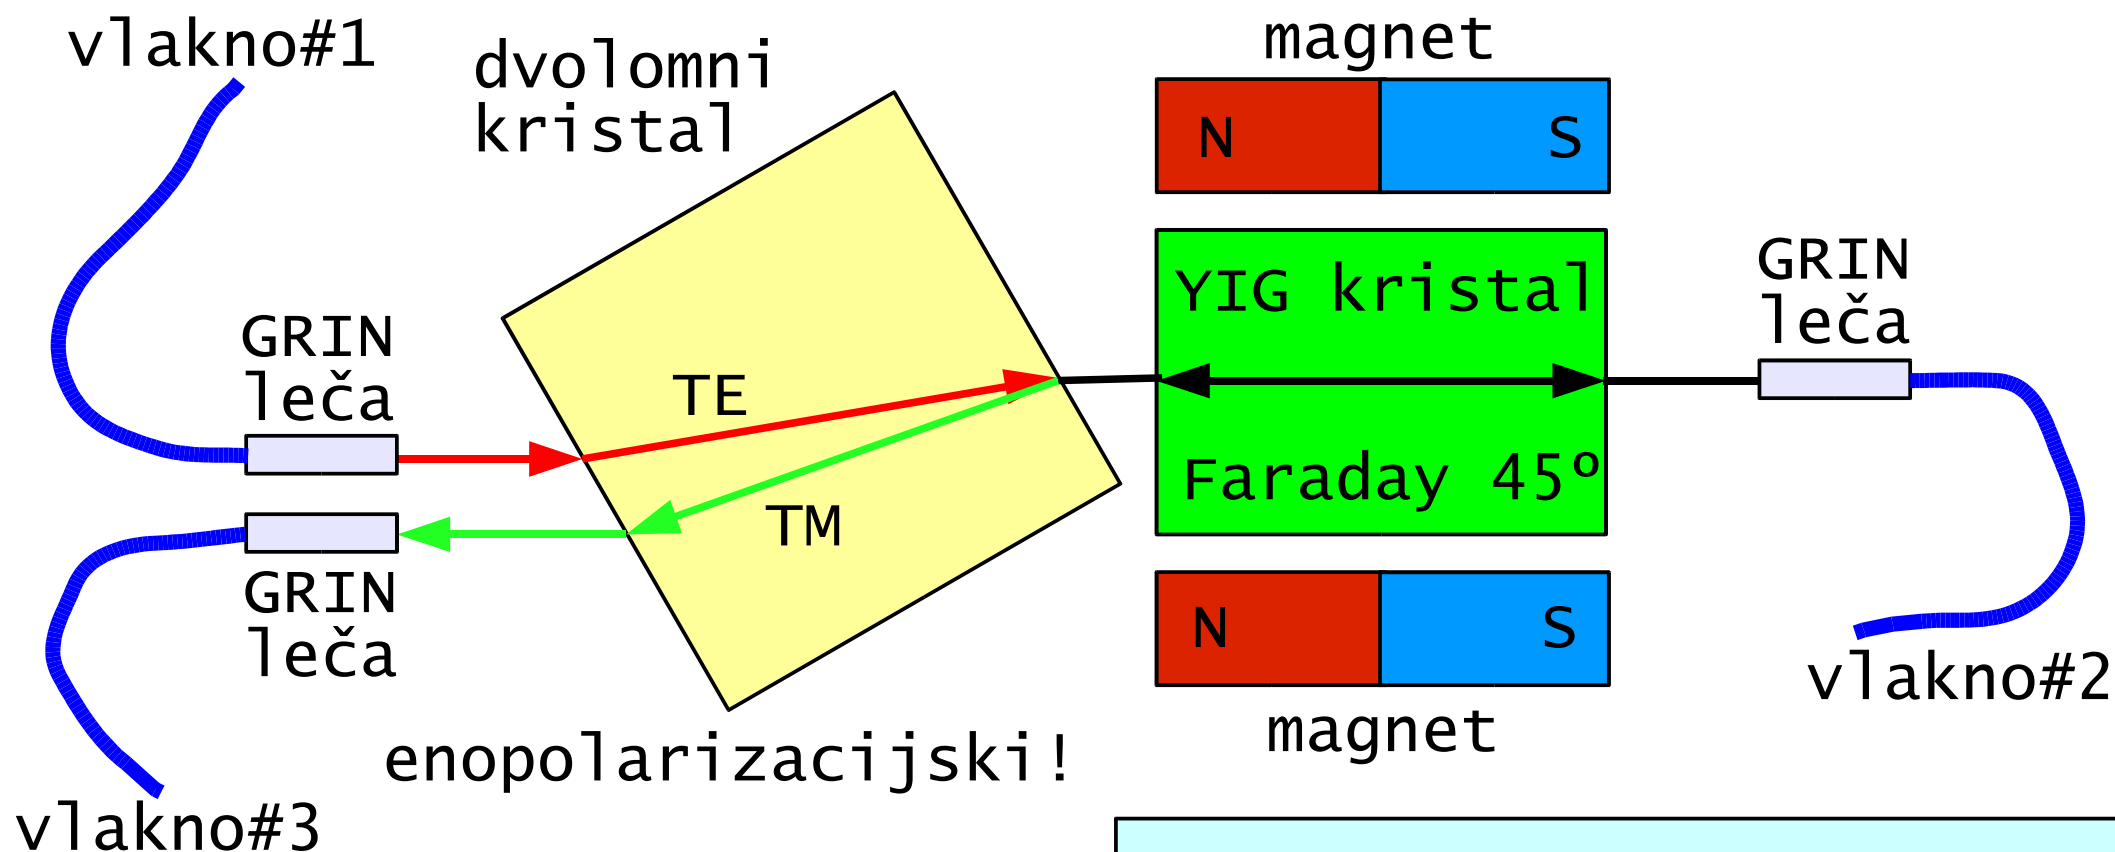 vlakno#1
dvolomni
kristal
magnet
N
S
GRIN
leča
TE
TM
YIG kristal
Faraday 45º
GRIN
leča
GRIN
leča
N
S
vlakno#2
magnet
enopolarizacijski!
vlakno#3